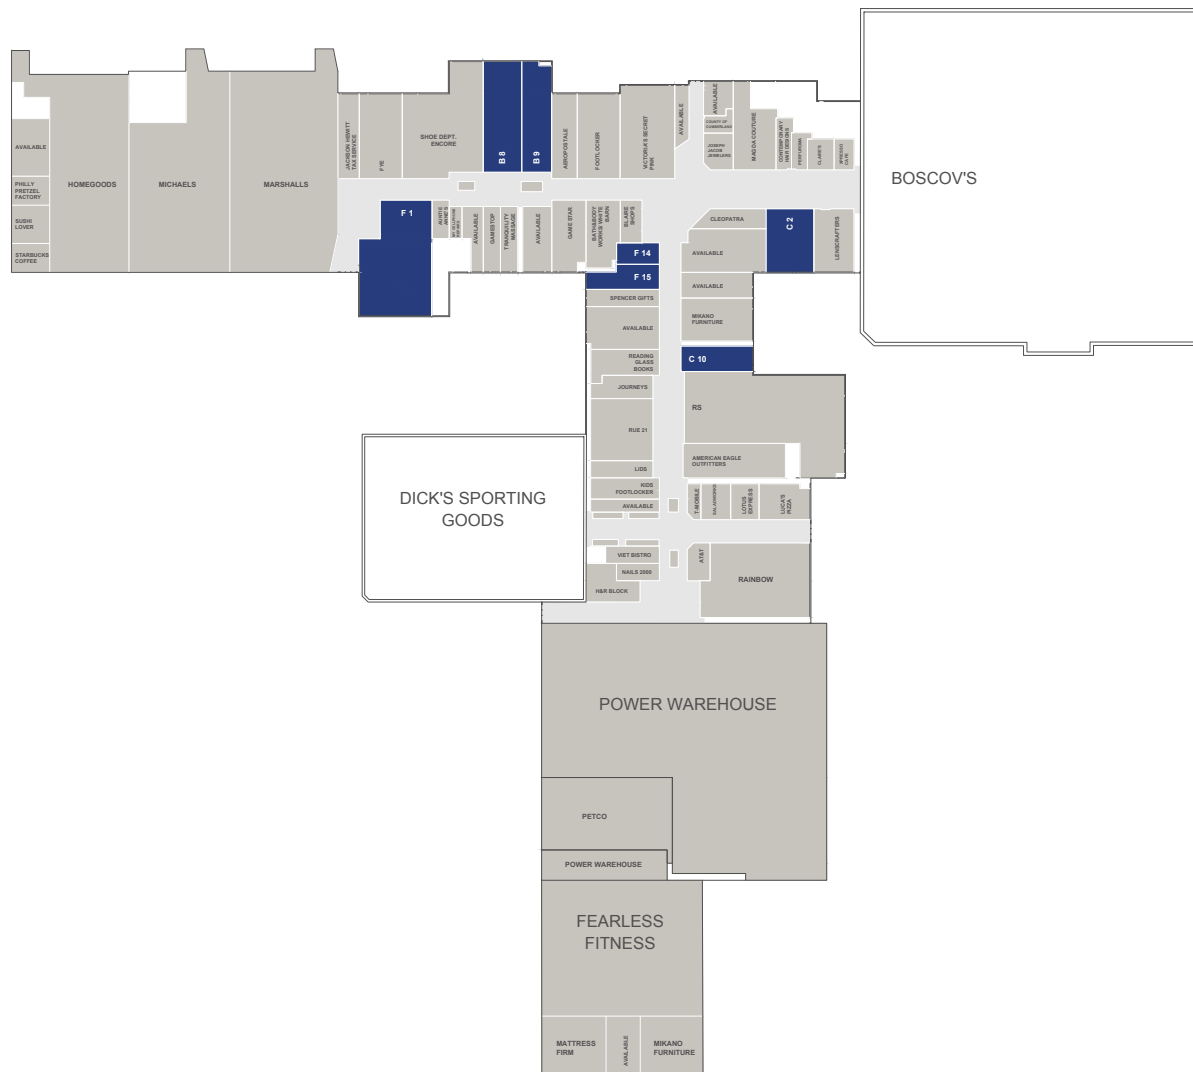 BOSCOV'S
AVAILABLE
PHILLY
PRETZEL
FACTORY
SUSHI
LOVER
STARBUCKS
COFFEE
HOMEGOODS
MICHAELS
MARSHALLS
JACKSON HEWITT
TAX SERVICE
FYE
SHOE DEPT.
ENCORE
B 8
B 9
AEROPOSTALE
FOOTLOCKER
VICTORIA'S SECRET
PINK
AVAILABLE
AVAILABLE
COUNTY OF
CUMBERLAND
JOSEPH
JACOB
JEWELERS
MAGDA COUTURE
CONTEMPORARY
HAIR DESIGNS
PERFUMANIA
CLAIRE'S
XPRESSO
CAFE
F 1
AUNTIE
ANNE'S
AVAILABLE
GAMESTOP
TRANQUILITY
MASSAGE
AVAILABLE
GAME STAR
BATH&BODY
WORKS/ WHITE
BARN
BLAIRE
SHOPS
F 14
F 15
CLEOPATRA
AVAILABLE
C 2
LENSCRAFTERS
SPENCER GIFTS
AVAILABLE
AVAILABLE
MIKANO
FURNITURE
READING
GLASS
BOOKS
C 10
JOURNEYS
RS
RUE 21
AMERICAN EAGLE
OUTFITTERS
LIDS
KIDS
FOOTLOCKER
AVAILABLE
T-MOBILE
SALADWORKS
LOTUS
EXPRESS
LUCA'S
PIZZA
DICK'S SPORTING
GOODS
VIET BISTRO
NAILS 2000
H&R BLOCK
AT&T
RAINBOW
POWER WAREHOUSE
PETCO
POWER WAREHOUSE
FEARLESS
FITNESS
MATTRESS
FIRM
AVAILABLE
MIKANO
FURNITURE